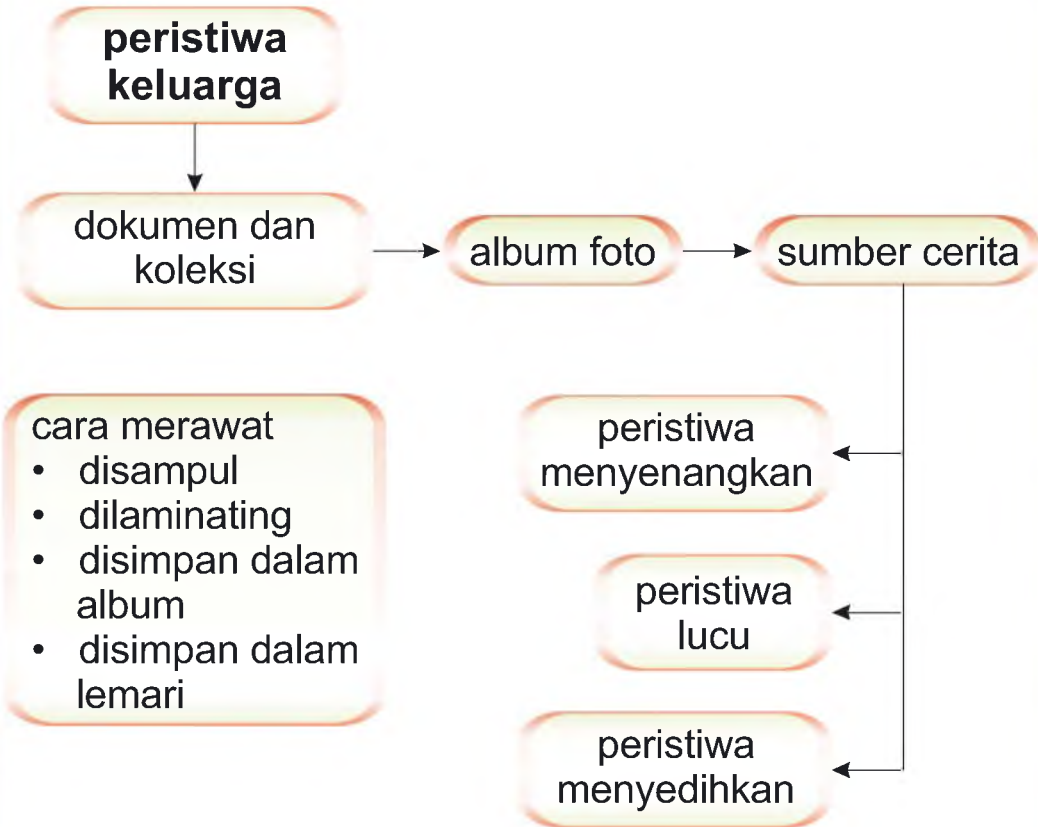 peristiwa
keluarga
dokumen dan
koleksi
album foto
sumber cerita
cara merawat
• disampul
• dilaminating
• disimpan dalam
album
• disimpan dalam
lemari
peristiwa
menyenangkan
peristiwa
lucu
peristiwa
menyedihkan